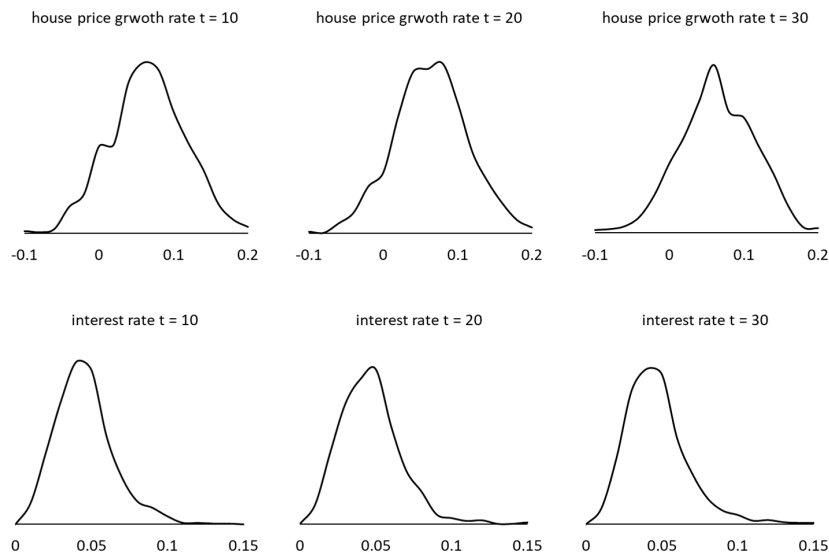 house price grwoth rate t = 10
house price grwoth rate t = 20
house price grwoth rate t = 30
-0.1 0 0.1 0.2
-0.1 0 0.1 0.2
-0.1 0 0.1 0.2
interest rate t = 10
interest rate t = 20
interest rate t = 30
0 0.05 0.1 0.15
0 0.05 0.1 0.15
0 0.05 0.1 0.15